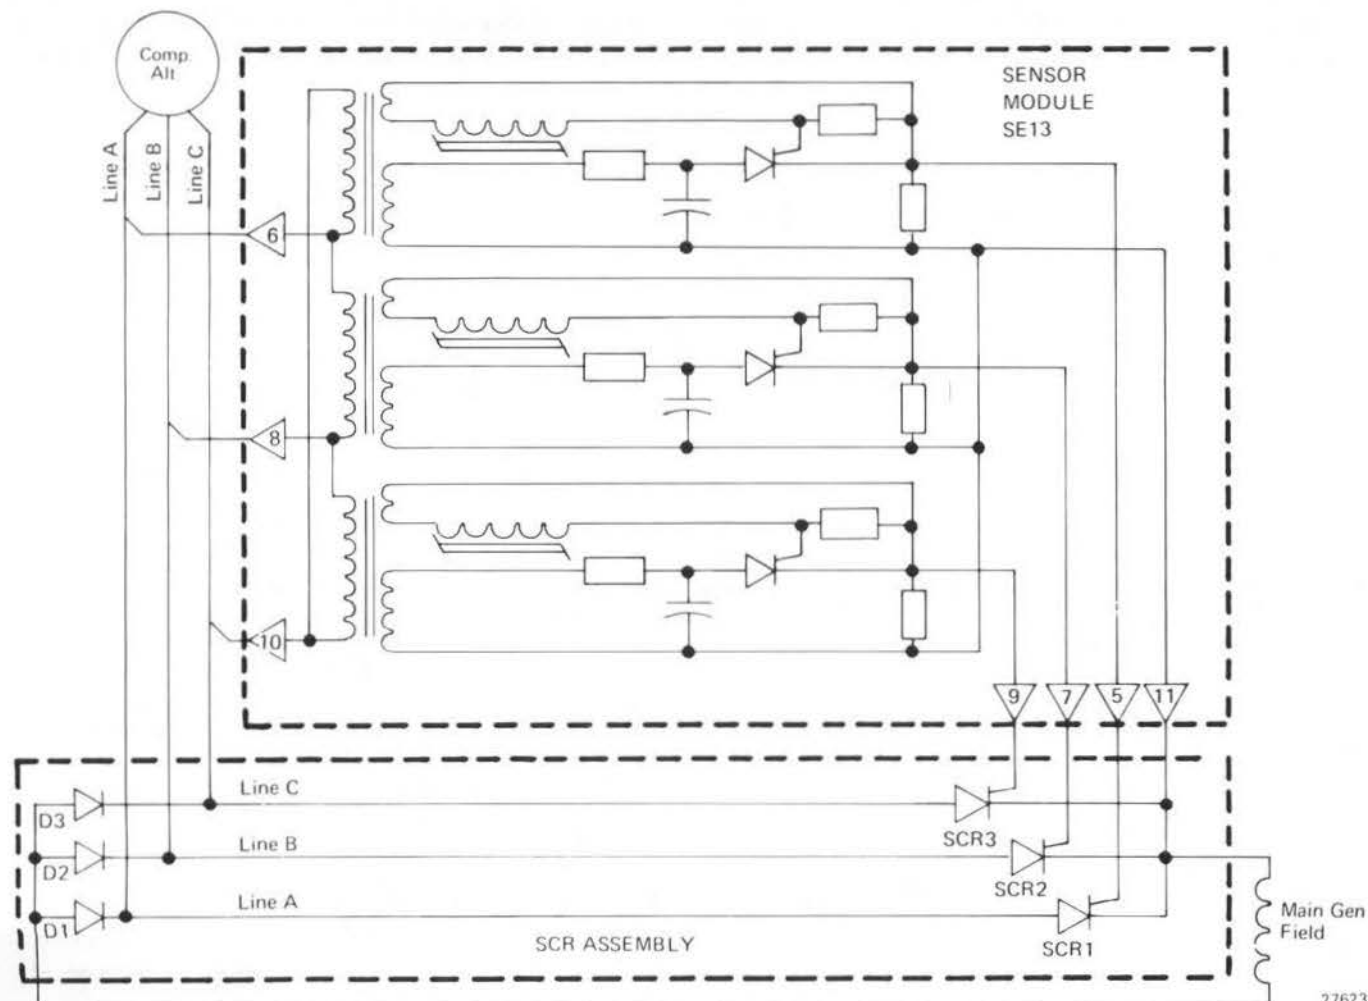 Comp.
Alt
SENSOR
MODULE
SE13
Line A
Line B
Line C
6
8
10
9
7
5
11
Line C
D3
SCR3
Line B
D2
SCR2
Line A
D1
SCR1
SCR ASSEMBLY
Main Gen
Field
27623